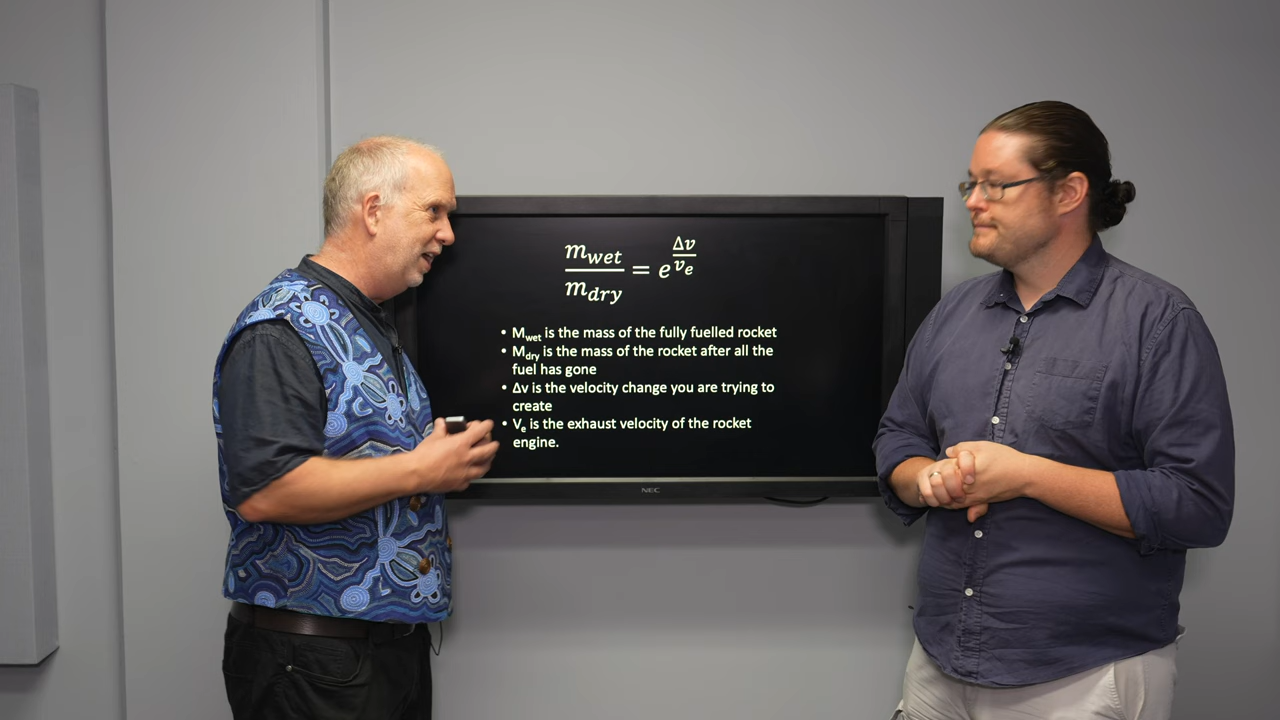 m_wet / m_dry = e^(Δv / v_e)
• M_wet is the mass of the fully fuelled rocket
• M_dry is the mass of the rocket after all the
fuel has gone
• Δv is the velocity change you are trying to
create
• V_e is the exhaust velocity of the rocket
engine.
NEC